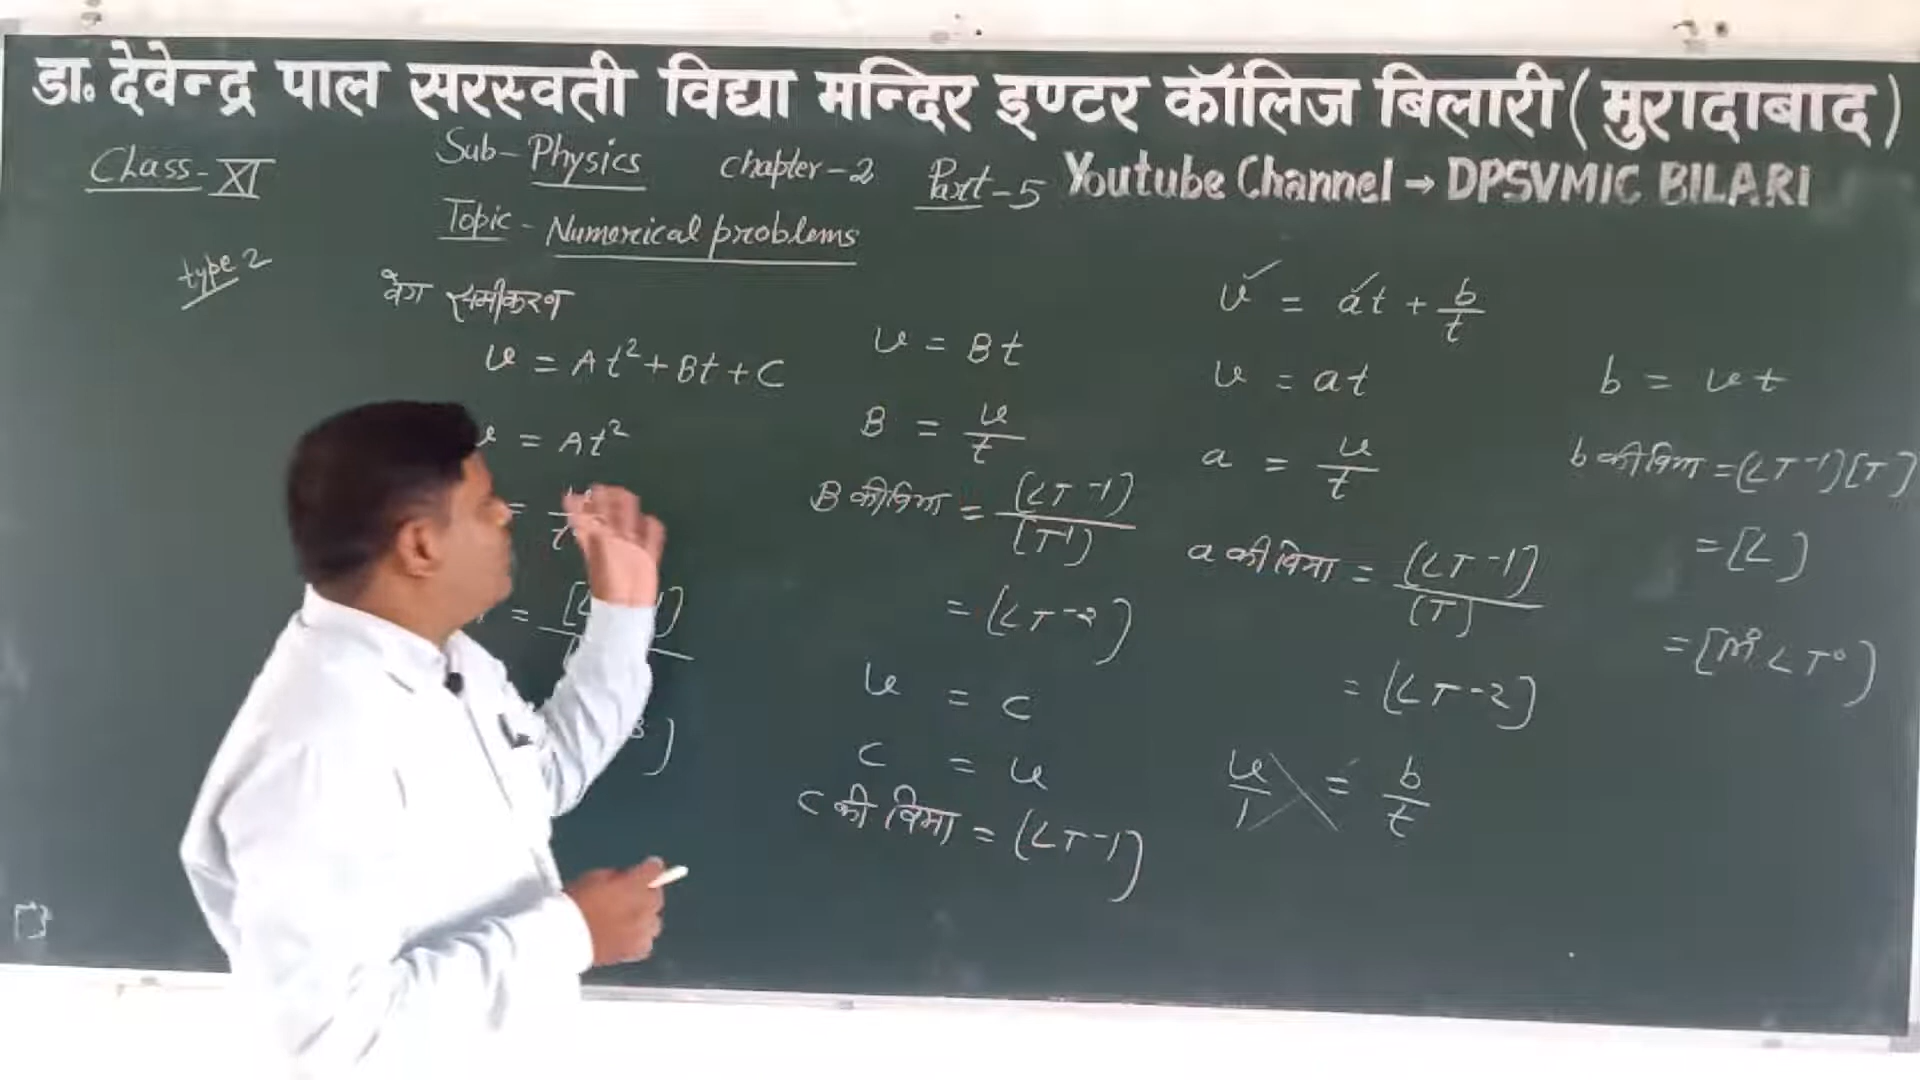 डा. देवेन्द्र पाल सरस्वती विद्या मन्दिर इण्टर कॉलिज बिलारी (मुरादाबाद)
Class-XI Sub-Physics Chapter-2 Part-5 Youtube Channel → DPSVMIC BILARI
Topic - Numerical problems
type 2
वेग समीकरण
v = At² + Bt + C
v = At²
v = Bt
B = v/t
B की विमा = [LT⁻¹]/[T¹]
= [LT⁻²]
v = C
C = v
C की विमा = [LT⁻¹]
v = at + b/t
v = at
a = v/t
a की विमा = [LT⁻¹]/[T]
= [LT⁻²]
v/1 = b/t
b = vt
b की विमा = [LT⁻¹][T]
= [L]
= [M⁰LT⁰]